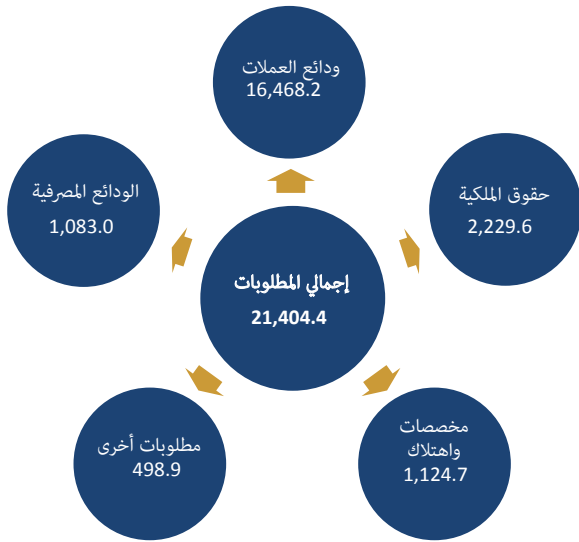 ودائع العملات
16,468.2
حقوق الملكية
2,229.6
الودائع المصرفية
1,083.0
إجمالي المطلوبات
21,404.4
مخصصات
واهتلاك
1,124.7
مطلوبات أخرى
498.9